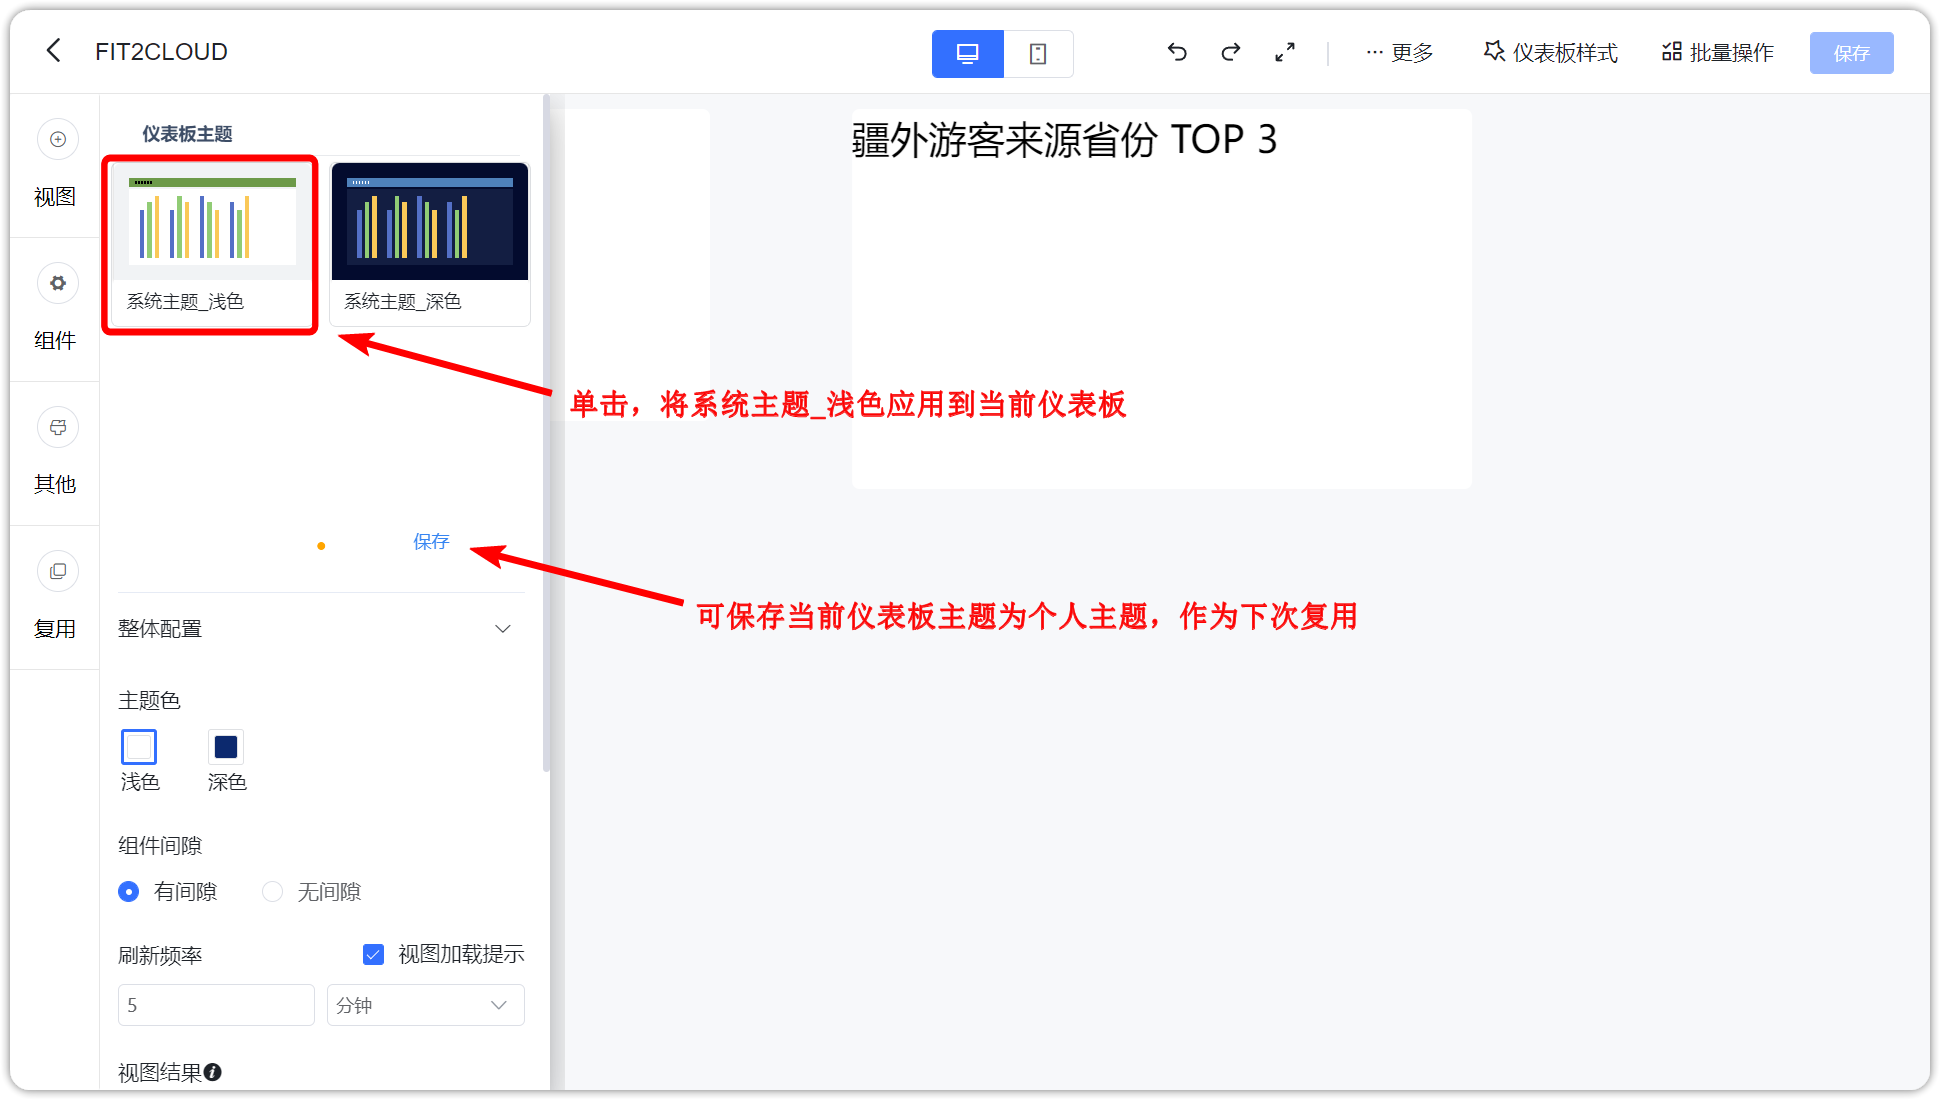 FIT2CLOUD
更多
仪表板样式
批量操作
保存
视图
组件
其他
复用
仪表板主题
系统主题_浅色
系统主题_深色
疆外游客来源省份 TOP 3
单击，将系统主题_浅色应用到当前仪表板
保存
可保存当前仪表板主题为个人主题，作为下次复用
整体配置
主题色
浅色
深色
组件间隙
有间隙
无间隙
刷新频率
视图加载提示
5
分钟
视图结果